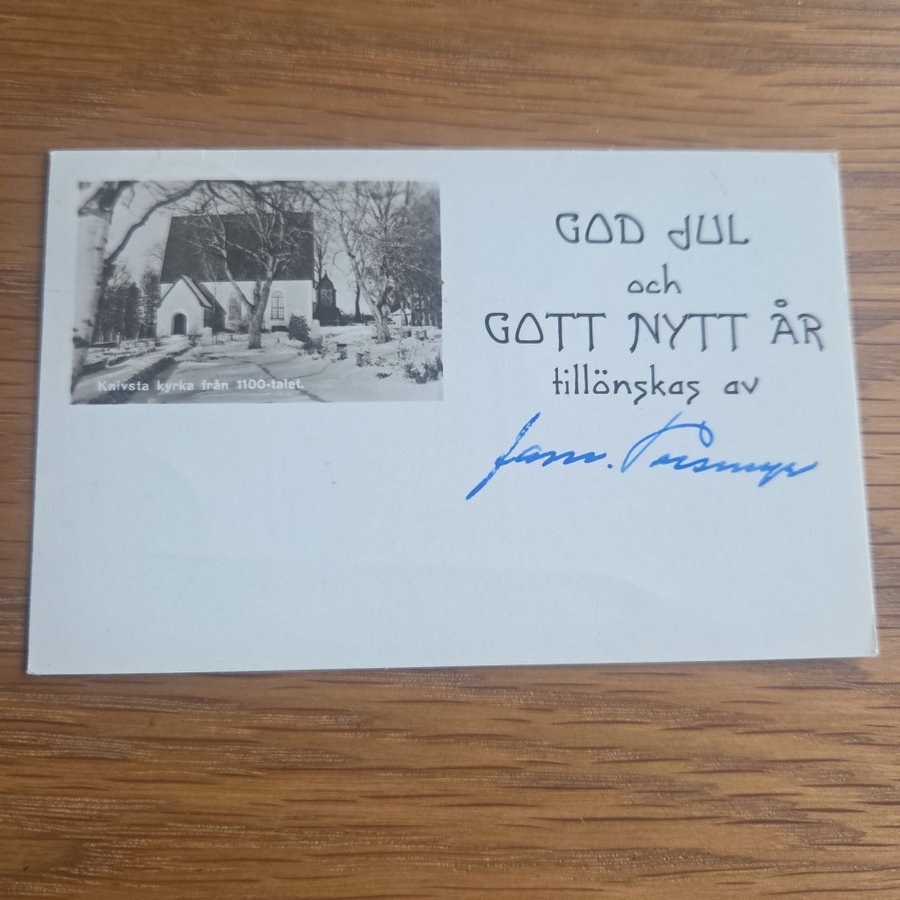 Knivsta kyrka från 1100-talet.
GOD JUL
och
GOTT NYTT ÅR
tillönskas av
fam.